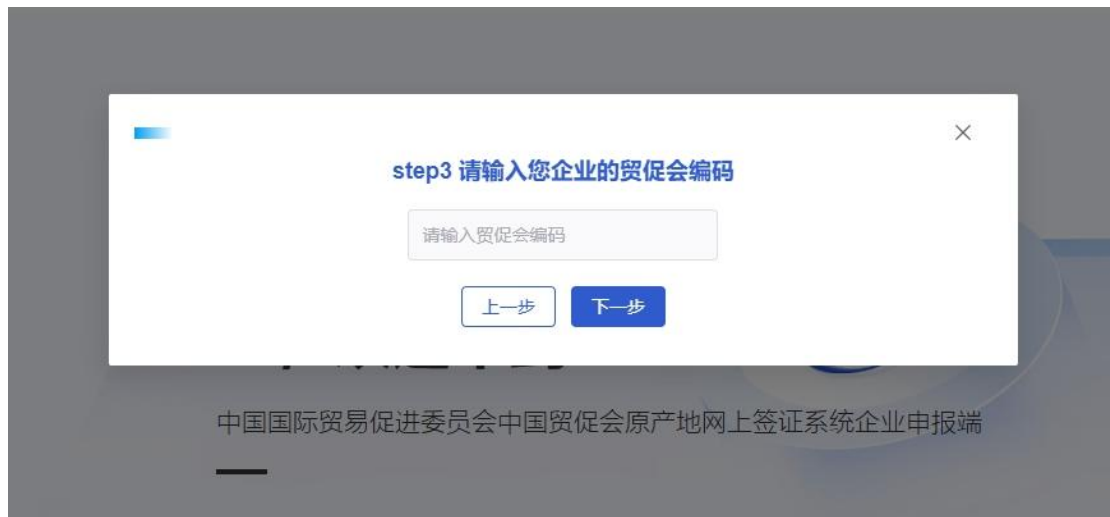 step3 请输入您企业的贸促会编码
请输入贸促会编码
上一步
下一步
中国国际贸易促进委员会中国贸促会原产地网上签证系统企业申报端